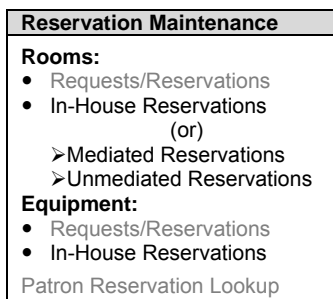 Reservation Maintenance
Rooms:
• Requests/Reservations
• In-House Reservations
(or)
➢Mediated Reservations
➢Unmediated Reservations
Equipment:
• Requests/Reservations
• In-House Reservations
Patron Reservation Lookup